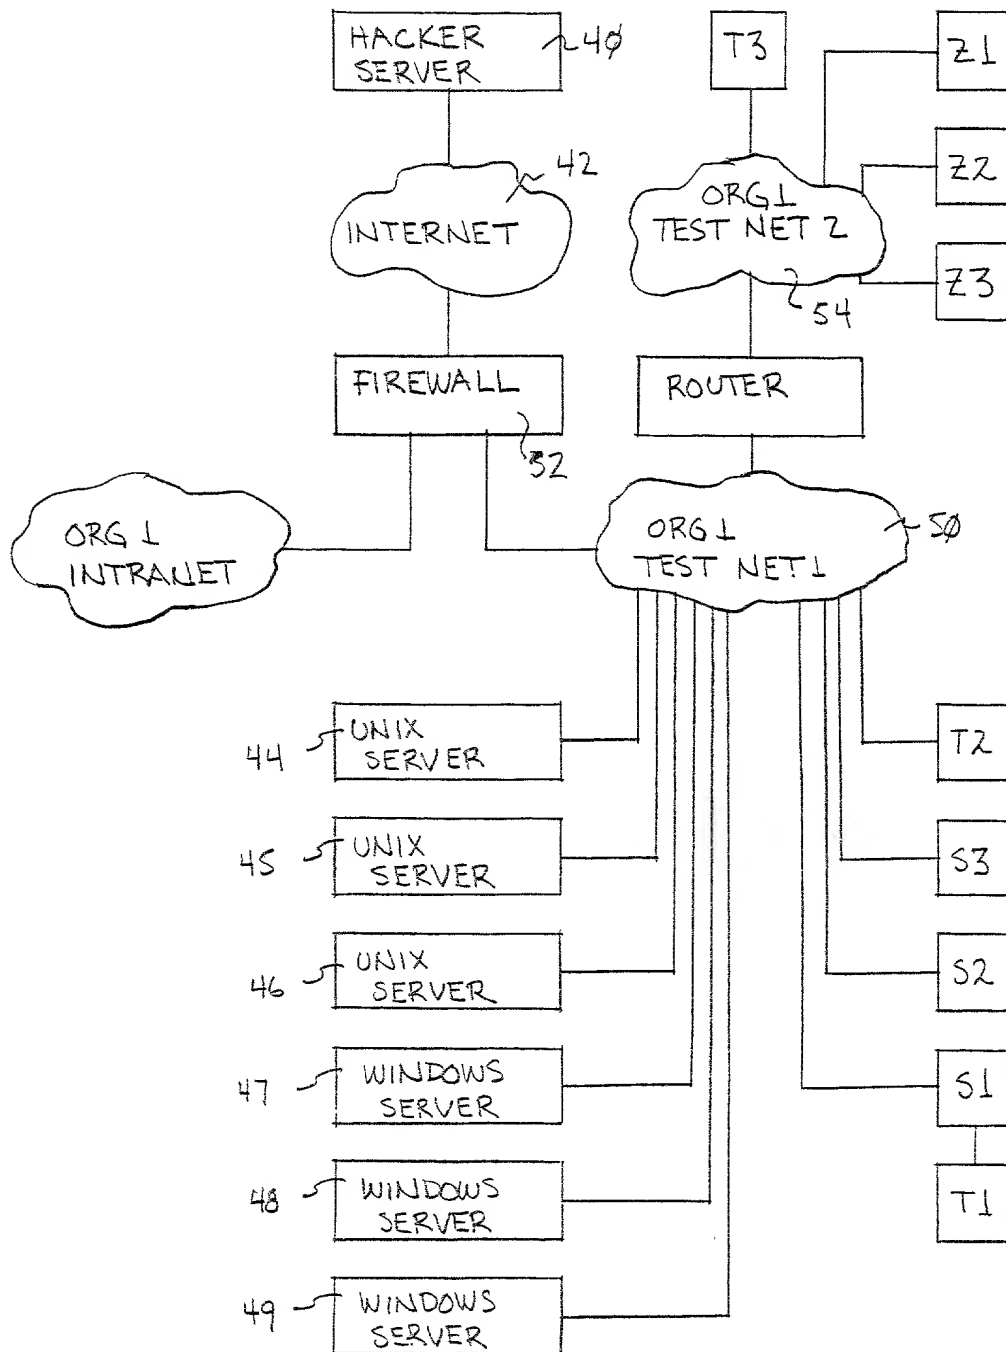 HACKER
SERVER
4Ø
T3
Z1
42
INTERNET
ORG 1
TEST NET 2
Z2
Z3
54
FIREWALL
52
ROUTER
ORG 1
INTRANET
ORG 1
TEST NET 1
5Ø
44
UNIX
SERVER
T2
45
UNIX
SERVER
S3
46
UNIX
SERVER
S2
47
WINDOWS
SERVER
S1
48
WINDOWS
SERVER
T1
49
WINDOWS
SERVER